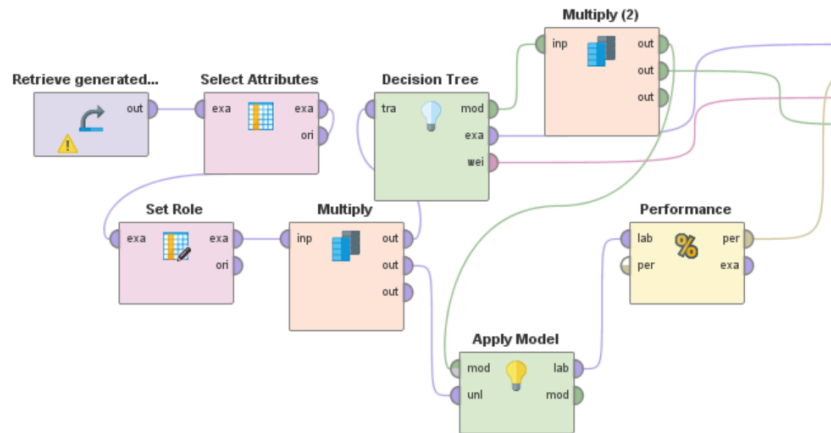 Multiply (2)
inp out
out
out
Retrieve generated...
out
Select Attributes
exa exa
ori
Decision Tree
tra mod
exa
wei
Set Role
exa exa
ori
Multiply
inp out
out
out
Performance
%
lab per
per exa
Apply Model
mod lab
unl mod